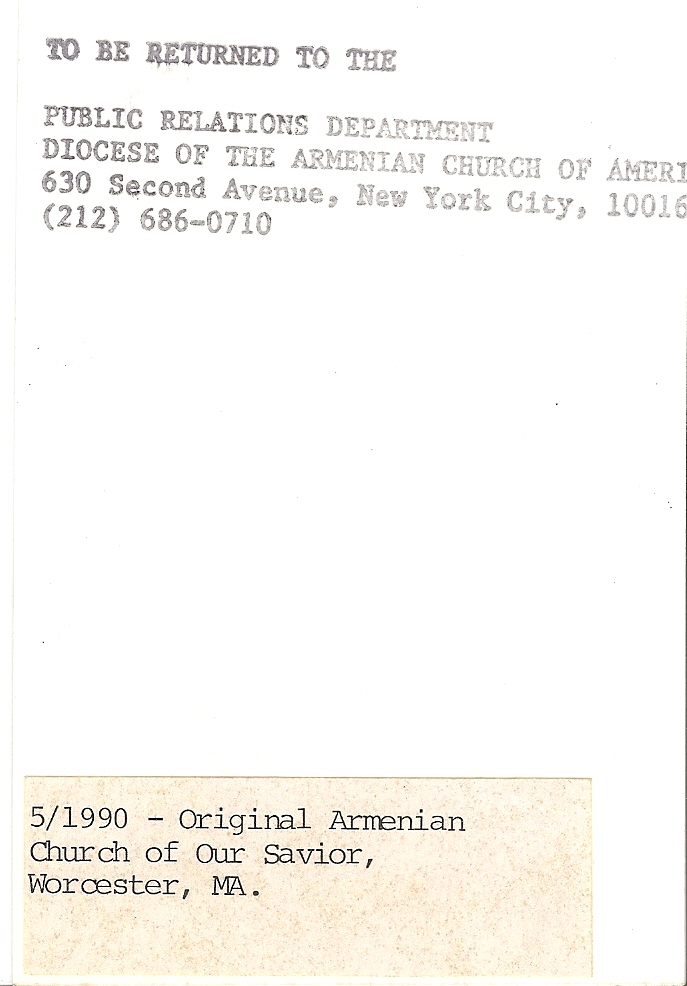 TO BE RETURNED TO THE
PUBLIC RELATIONS DEPARTMENT
DIOCESE OF THE ARMENIAN CHURCH OF AMERI
630 Second Avenue, New York City, 10016
(212) 686-0710
5/1990 - Original Armenian
Church of Our Savior,
Worcester, MA.